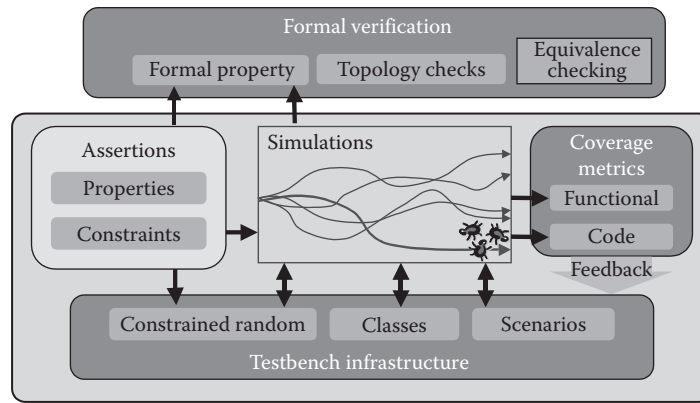 Formal verification
Formal property
Topology checks
Equivalence
checking
Assertions
Properties
Constraints
Simulations
Coverage
metrics
Functional
Code
Feedback
Constrained random
Classes
Scenarios
Testbench infrastructure